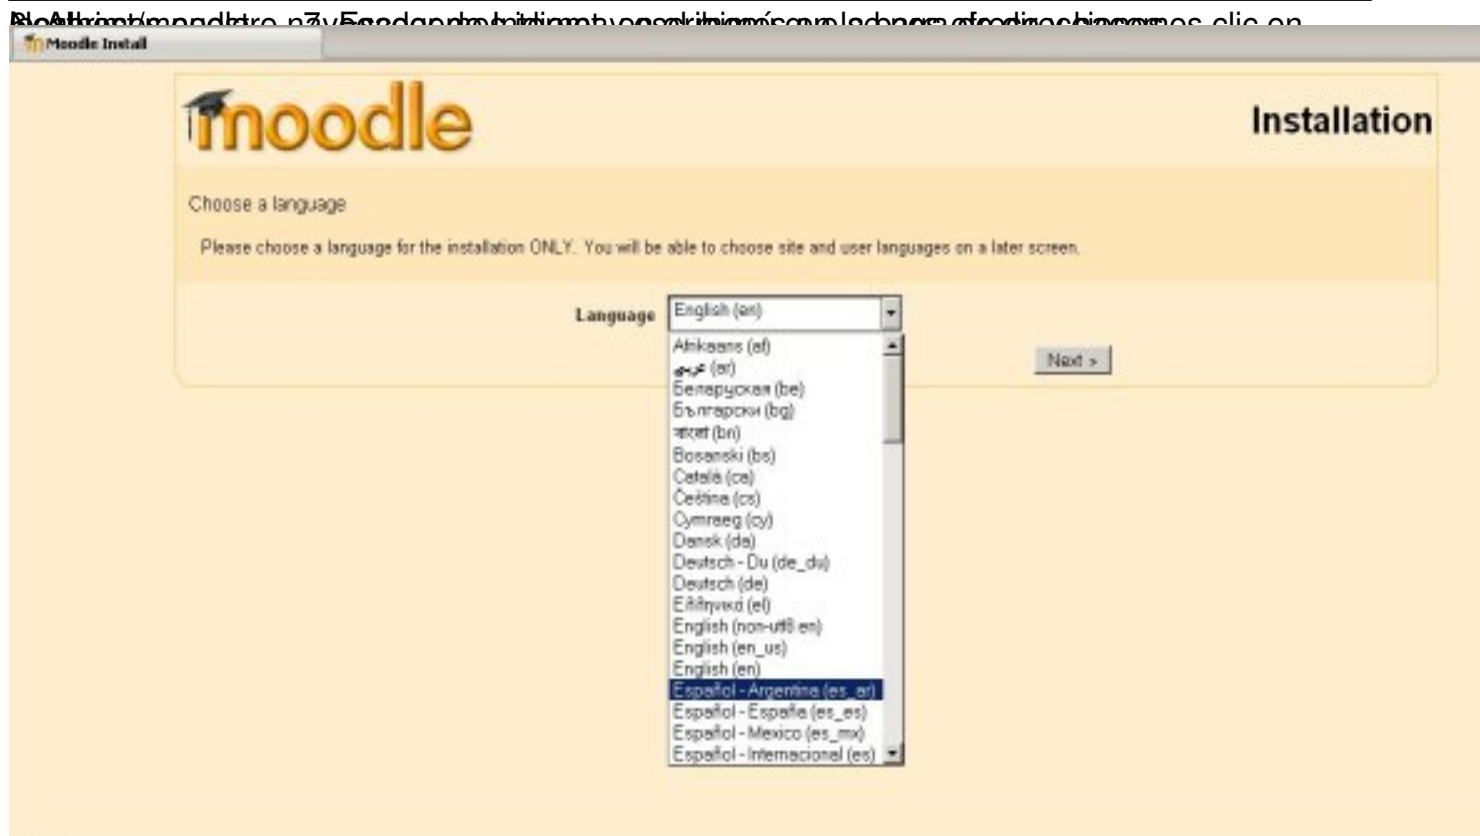 Moodle Install
moodle
Installation
Choose a language
Please choose a language for the installation ONLY. You will be able to choose site and user languages on a later screen.
Language English (en)
Afrikaans (af)
عربي (ar)
Next »
Беларуская (be)
Български (bg)
(bn)
Bosanski (bs)
Català (ca)
Čeština (cs)
Cymraeg (cy)
Dansk (da)
Deutsch - Du (de_du)
Deutsch (de)
Ελληνικά (el)
English (non-utf8 en)
English (en_us)
English (en)
Español - Argentina (es_ar)
Español - España (es_es)
Español - Mexico (es_mx)
Español - Internacional (es)